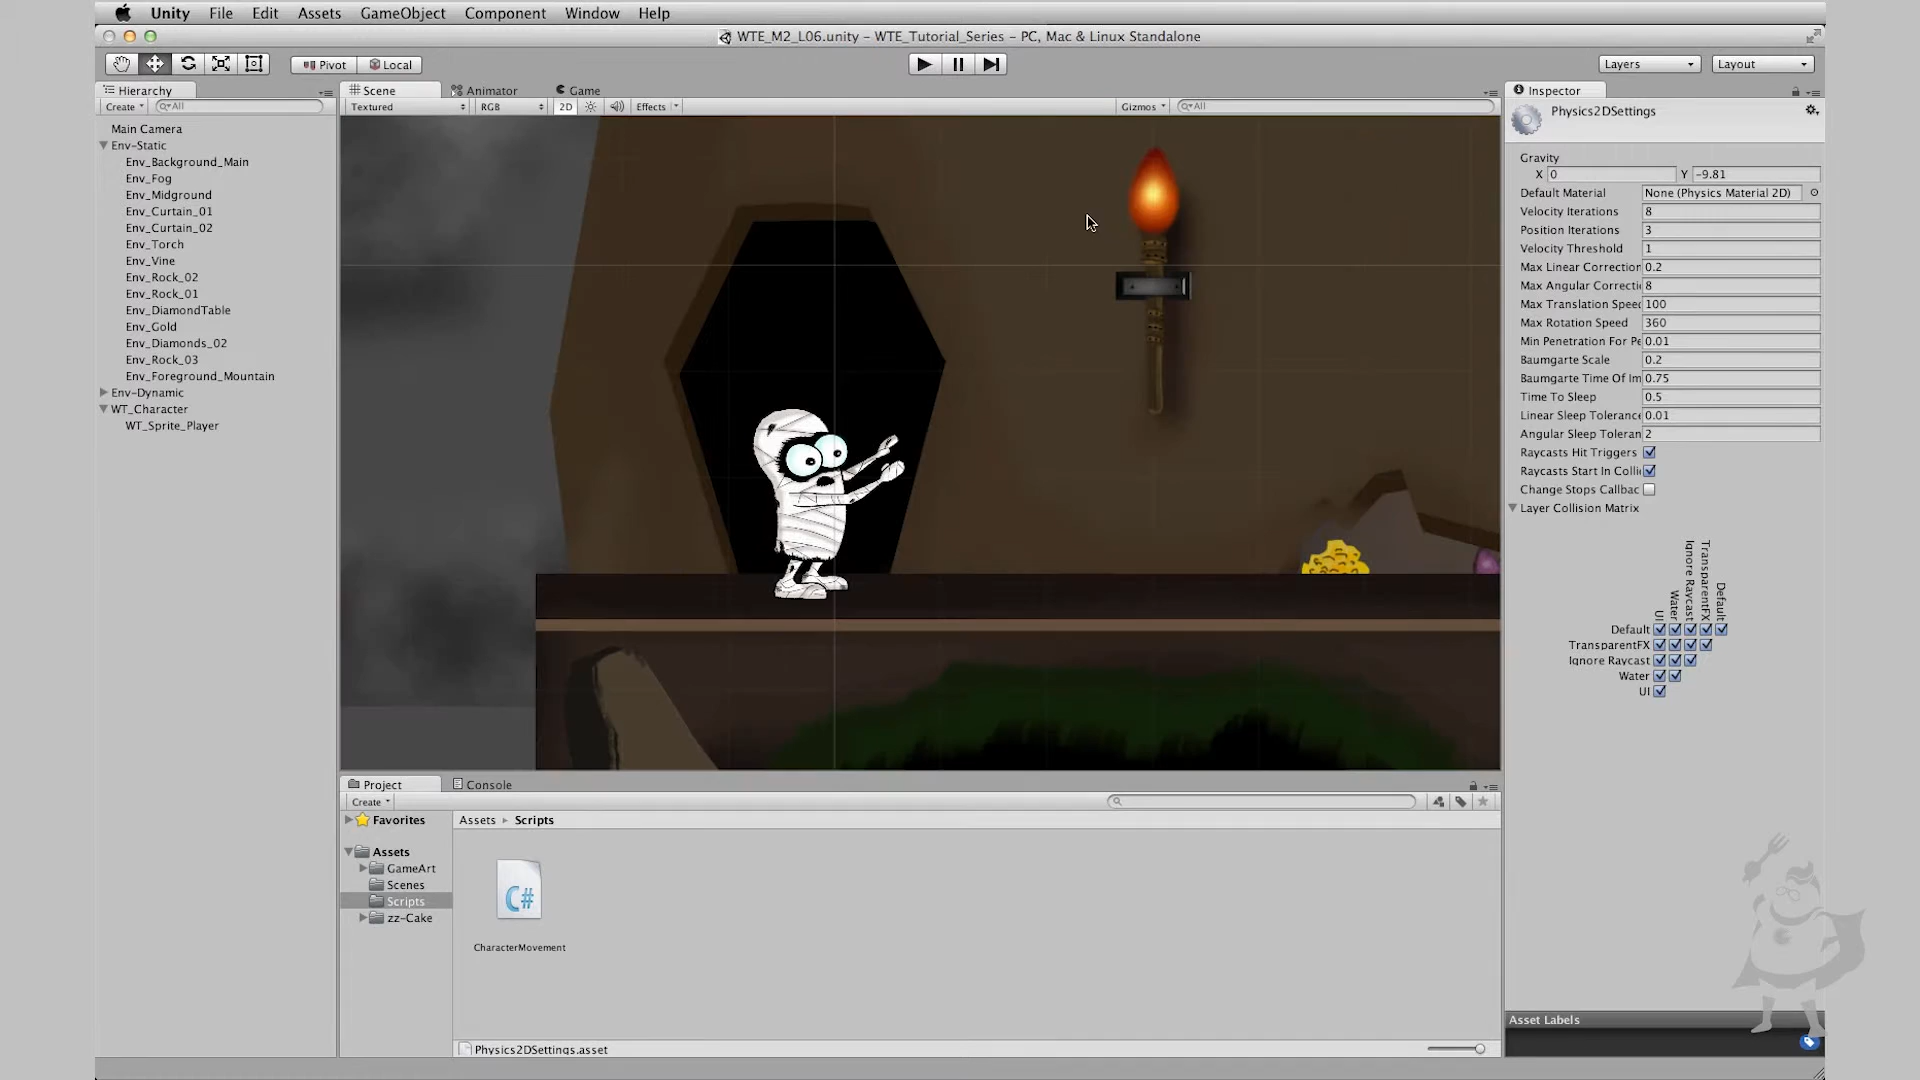 Unity File Edit Assets GameObject Component Window Help
WTE_M2_L06.unity – WTE_Tutorial_Series – PC, Mac & Linux Standalone
Pivot Local Layers Layout
Hierarchy
Create All
Main Camera
Env-Static
Env_Background_Main
Env_Fog
Env_Midground
Env_Curtain_01
Env_Curtain_02
Env_Torch
Env_Vine
Env_Rock_02
Env_Rock_01
Env_DiamondTable
Env_Gold
Env_Diamonds_02
Env_Rock_03
Env_Foreground_Mountain
Env-Dynamic
WT_Character
WT_Sprite_Player
Scene Animator Game
Textured RGB 2D Effects Gizmos All
Inspector
Physics2DSettings
Gravity
X 0 Y -9.81
Default Material None (Physics Material 2D)
Velocity Iterations 8
Position Iterations 3
Velocity Threshold 1
Max Linear Correction 0.2
Max Angular Correcti 8
Max Translation Speed 100
Max Rotation Speed 360
Min Penetration For Pe 0.01
Baumgarte Scale 0.2
Baumgarte Time Of Im 0.75
Time To Sleep 0.5
Linear Sleep Tolerance 0.01
Angular Sleep Toleran 2
Raycasts Hit Triggers
Raycasts Start In Colli
Change Stops Callbac
Layer Collision Matrix
UI
Water
Ignore Raycast
TransparentFX
Default
Default
TransparentFX
Ignore Raycast
Water
UI
Project Console
Create
Favorites
Assets
GameArt
Scenes
Scripts
zz-Cake
Assets Scripts
C#
CharacterMovement
Physics2DSettings.asset
Asset Labels